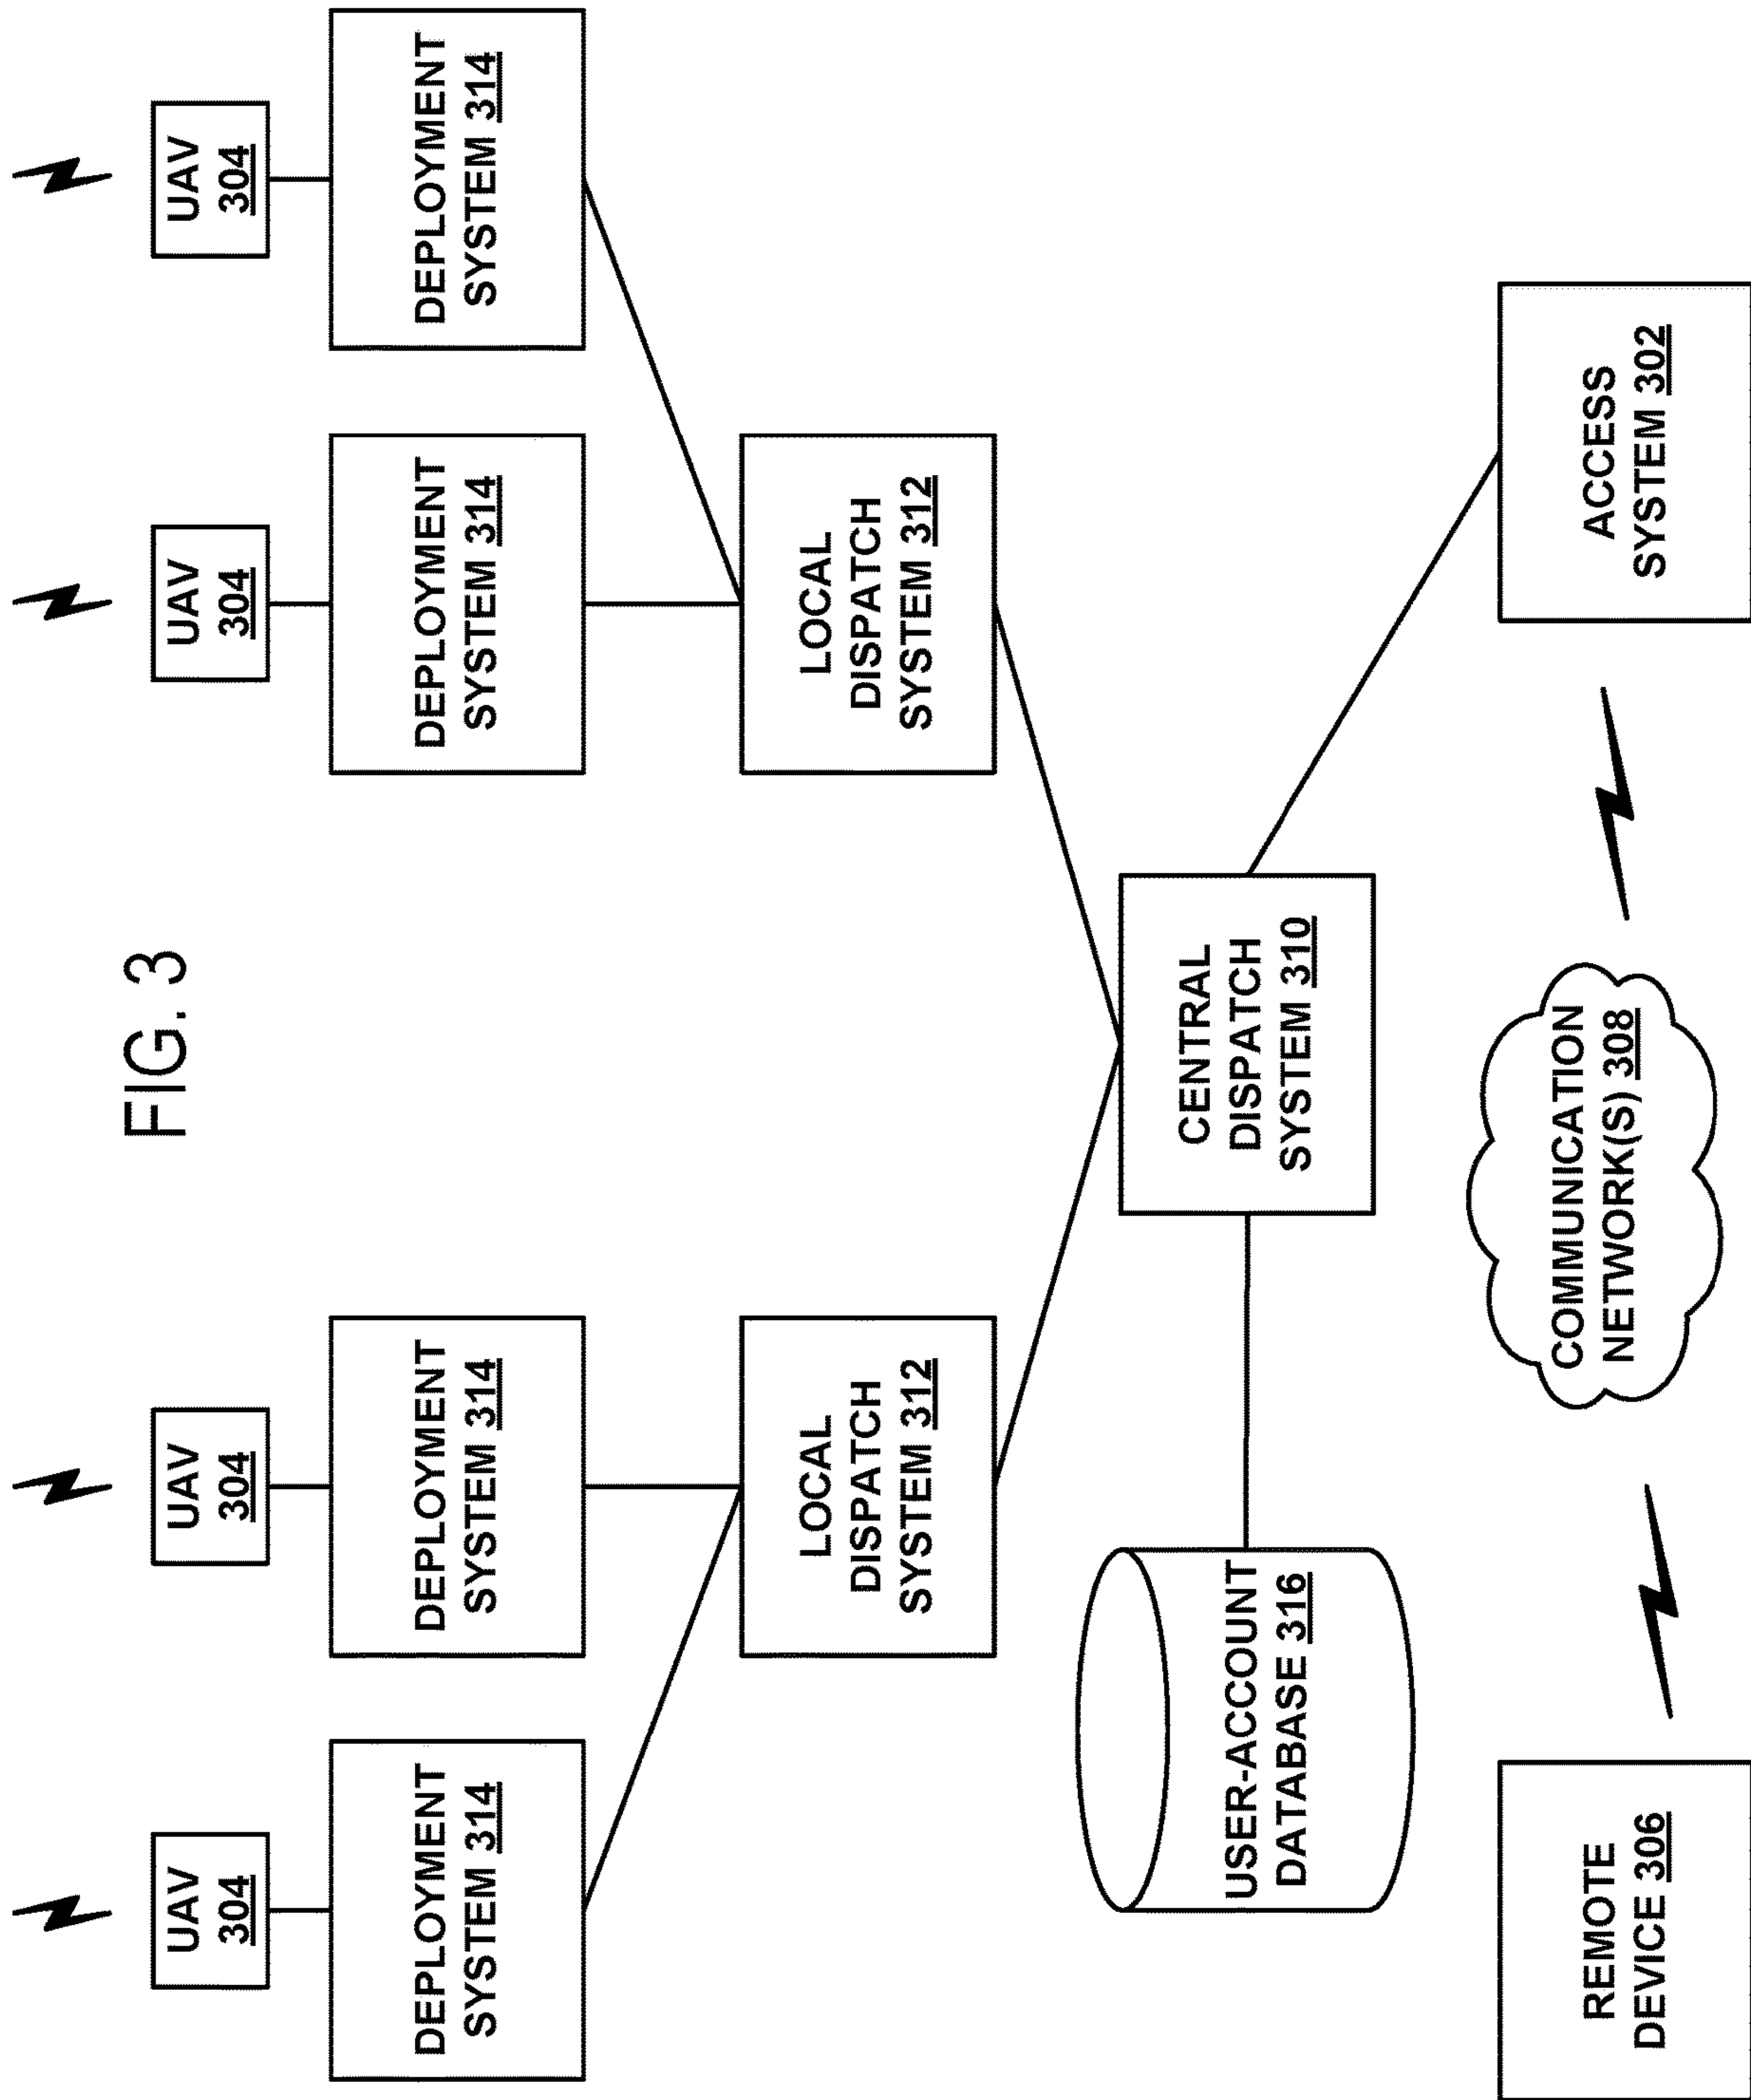 UAV
304
UAV
304
FIG. 3
UAV
304
UAV
304
DEPLOYMENT
SYSTEM 314
DEPLOYMENT
SYSTEM 314
DEPLOYMENT
SYSTEM 314
DEPLOYMENT
SYSTEM 314
LOCAL
DISPATCH
SYSTEM 312
LOCAL
DISPATCH
SYSTEM 312
USER-ACCOUNT
DATABASE 316
CENTRAL
DISPATCH
SYSTEM 310
REMOTE
DEVICE 306
COMMUNICATION
NETWORK(S) 308
ACCESS
SYSTEM 302